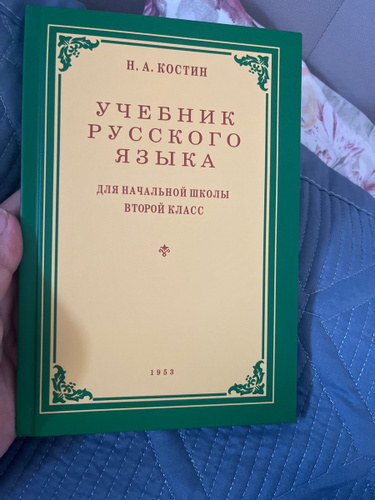 Н. А. КОСТИН
УЧЕБНИК
РУССКОГО
ЯЗЫКА
ДЛЯ НАЧАЛЬНОЙ ШКОЛЫ
ВТОРОЙ КЛАСС
1953